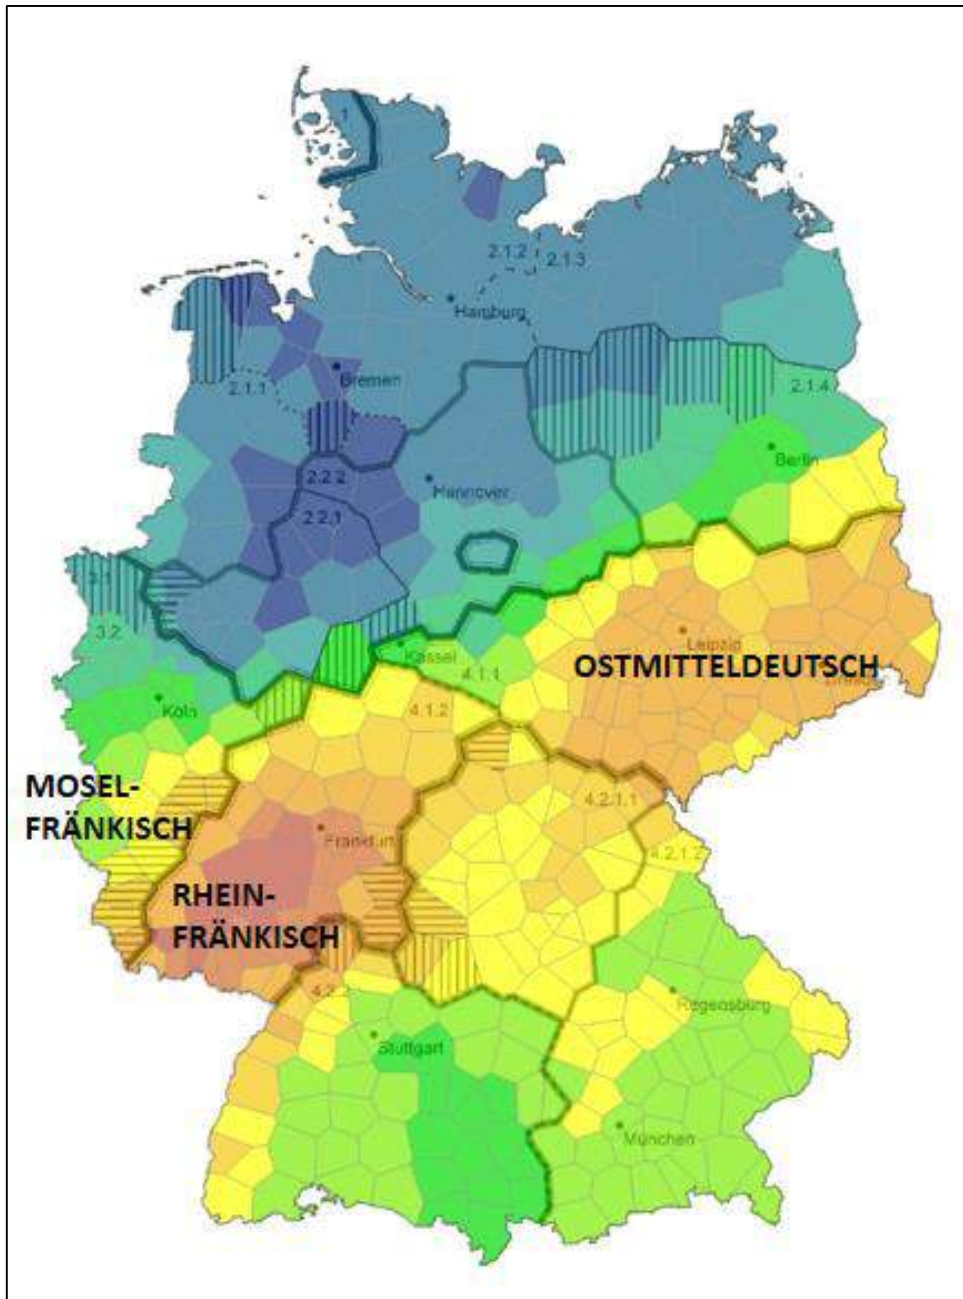 1
2.1.2
2.1.3
Hamburg
Bremen
2.1.1
2.1.4
Berlin
2.2.2
Hannover
2.2.1
3.1
3.2
Kassel
Leipzig
OSTMITTELDEUTSCH
4.1.1
Köln
4.1.2
MOSEL-
FRÄNKISCH
4.2.1.1
Frankfurt
4.2.1.2
RHEIN-
FRÄNKISCH
Regensburg
Stuttgart
München